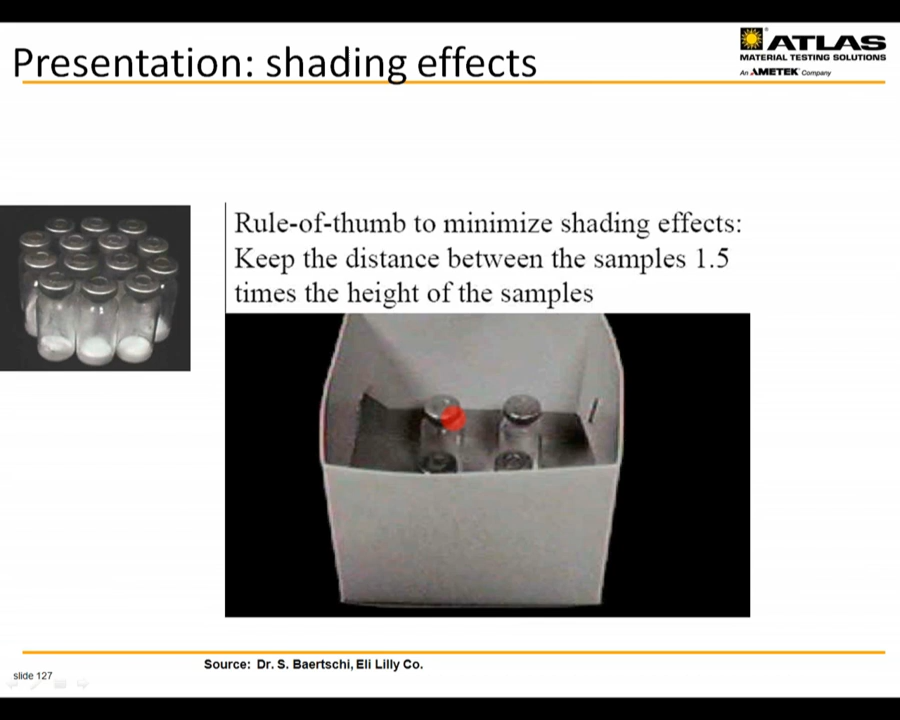 Presentation: shading effects
ATLAS
MATERIAL TESTING SOLUTIONS
An AMETEK Company
Rule-of-thumb to minimize shading effects:
Keep the distance between the samples 1.5
times the height of the samples
Source: Dr. S. Baertschi, Eli Lilly Co.
slide 127